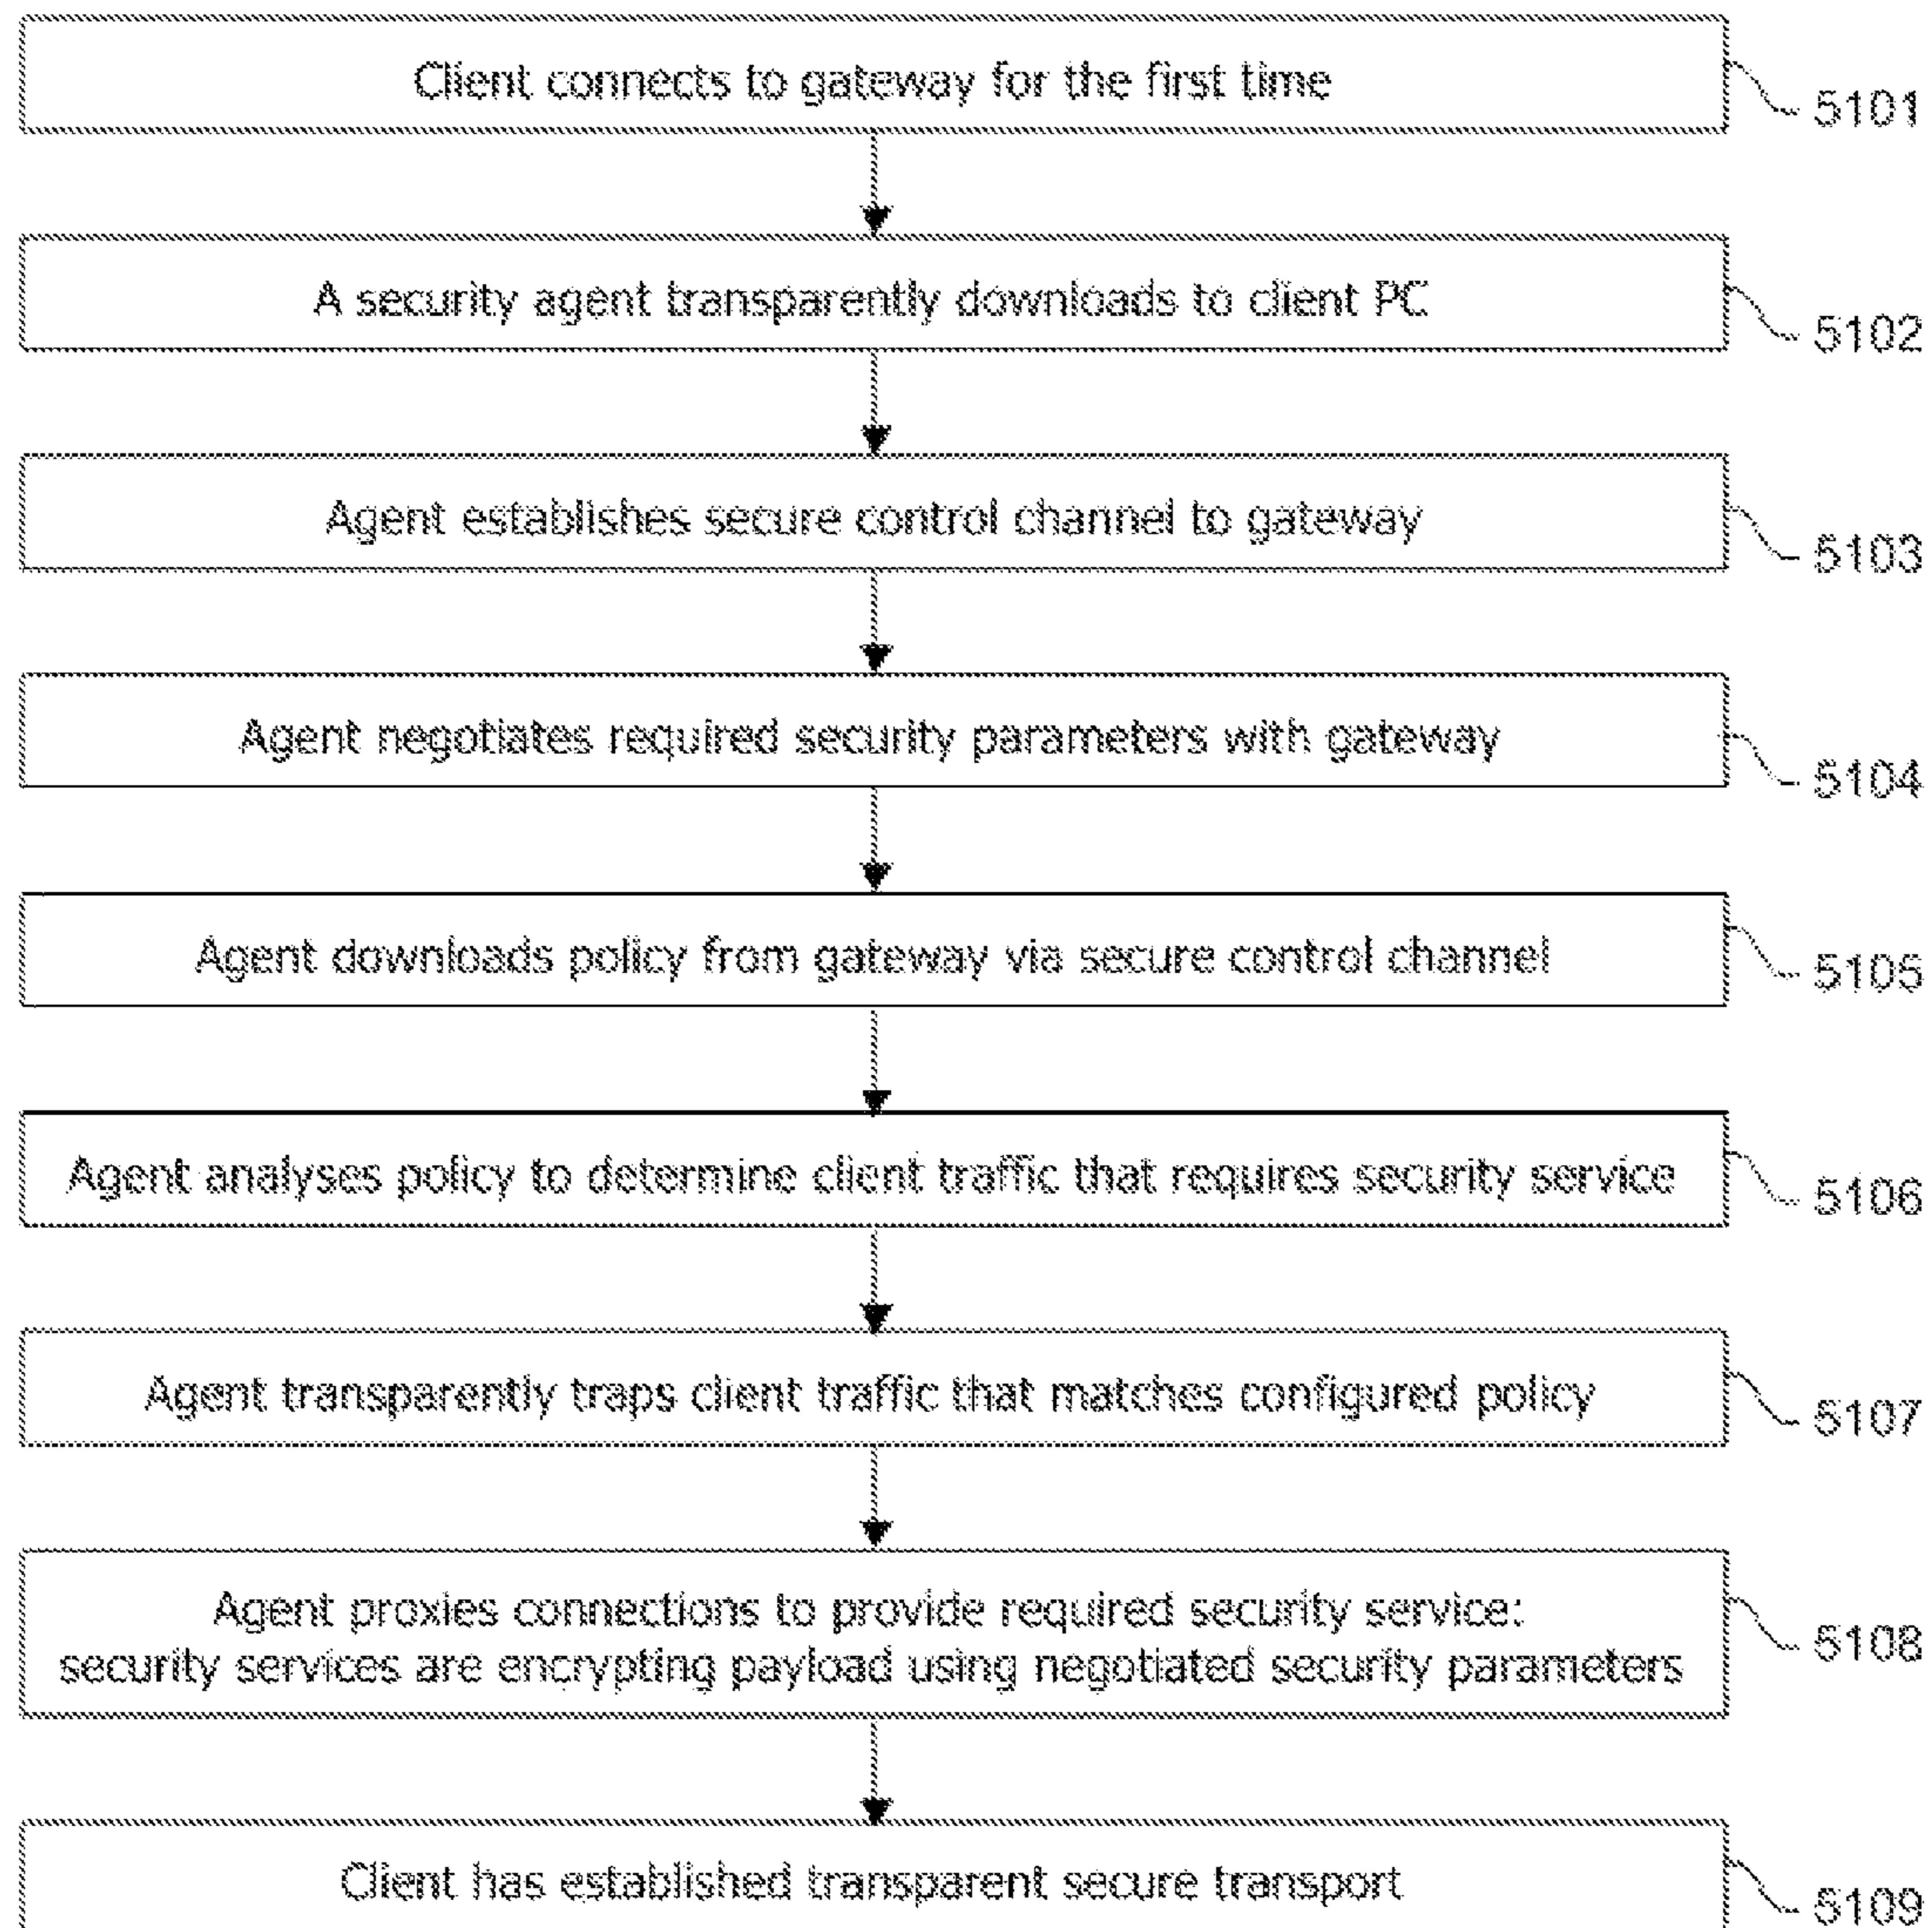 Client connects to gateway for the first time
5101
A security agent transparently downloads to client PC
5102
Agent establishes secure control channel to gateway
5103
Agent negotiates required security parameters with gateway
5104
Agent downloads policy from gateway via secure control channel
5105
Agent analyses policy to determine client traffic that requires security service
5106
Agent transparently traps client traffic that matches configured policy
5107
Agent proxies connections to provide required security service:
security services are encrypting payload using negotiated security parameters
5108
Client has established transparent secure transport
5109